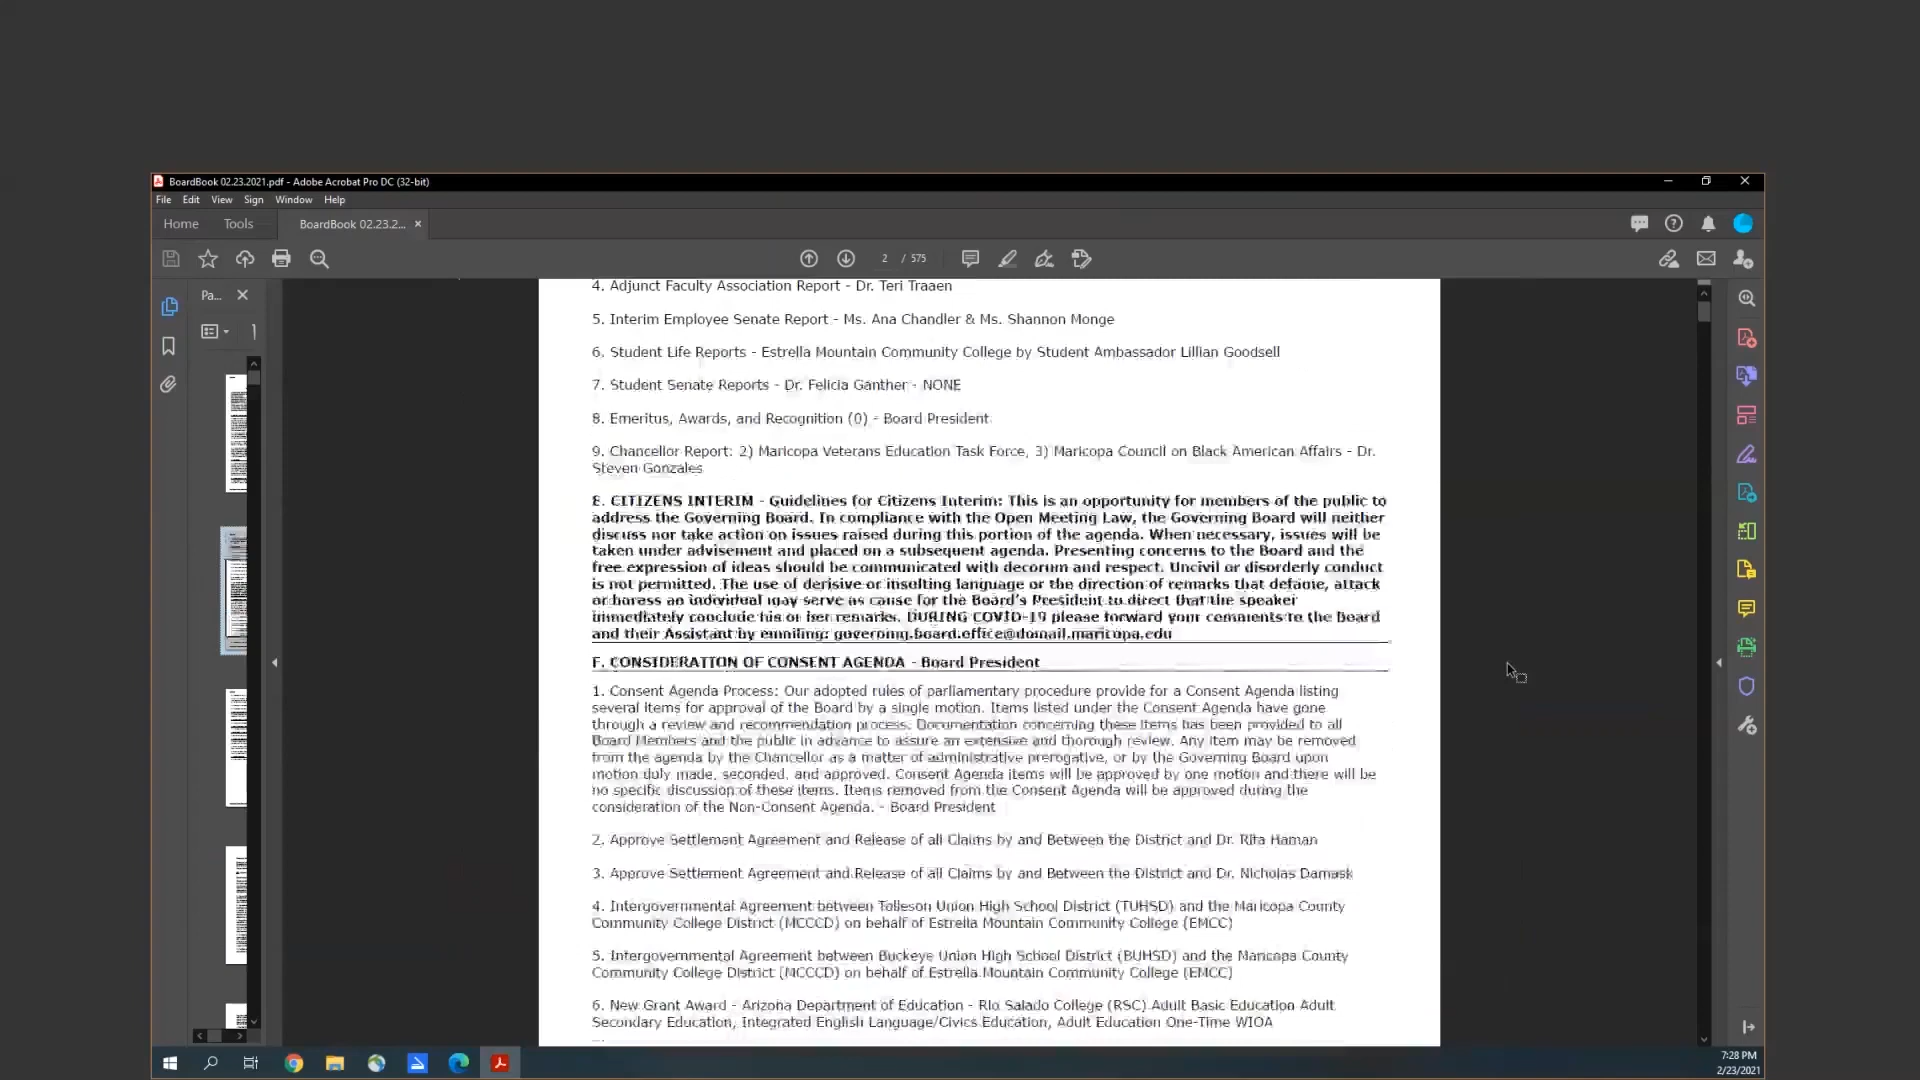 BoardBook 02.23.2021.pdf - Adobe Acrobat Pro DC (32-bit)
File Edit View Sign Window Help
Home Tools BoardBook 02.23.2... ×
2 / 575
Pa...
4. Adjunct Faculty Association Report - Dr. Teri Traaen
5. Interim Employee Senate Report - Ms. Ana Chandler & Ms. Shannon Monge
6. Student Life Reports - Estrella Mountain Community College by Student Ambassador Lillian Goodsell
7. Student Senate Reports - Dr. Felicia Ganther - NONE
8. Emeritus, Awards, and Recognition (0) - Board President
9. Chancellor Report: 2) Maricopa Veterans Education Task Force, 3) Maricopa Council on Black American Affairs - Dr.
Steven Gonzales
E. CITIZENS INTERIM - Guidelines for Citizens Interim: This is an opportunity for members of the public to
address the Governing Board. In compliance with the Open Meeting Law, the Governing Board will neither
discuss nor take action on issues raised during this portion of the agenda. When necessary, issues will be
taken under advisement and placed on a subsequent agenda. Presenting concerns to the Board and the
free expression of ideas should be communicated with decorum and respect. Uncivil or disorderly conduct
is not permitted. The use of derisive or insulting language or the direction of remarks that defame, attack
or harass an individual may serve as cause for the Board's President to direct that the speaker
immediately conclude his or her remarks. DURING COVID-19 please forward your comments to the Board
and their Assistant by emailing: governing.board.office@domail.maricopa.edu
F. CONSIDERATION OF CONSENT AGENDA - Board President
1. Consent Agenda Process: Our adopted rules of parliamentary procedure provide for a Consent Agenda listing
several items for approval of the Board by a single motion. Items listed under the Consent Agenda have gone
through a review and recommendation process. Documentation concerning these items has been provided to all
Board Members and the public in advance to assure an extensive and thorough review. Any item may be removed
from the agenda by the Chancellor as a matter of administrative prerogative, or by the Governing Board upon
motion duly made, seconded, and approved. Consent Agenda items will be approved by one motion and there will be
no specific discussion of these items. Items removed from the Consent Agenda will be approved during the
consideration of the Non-Consent Agenda. - Board President
2. Approve Settlement Agreement and Release of all Claims by and Between the District and Dr. Rita Haman
3. Approve Settlement Agreement and Release of all Claims by and Between the District and Dr. Nicholas Damask
4. Intergovernmental Agreement between Tolleson Union High School District (TUHSD) and the Maricopa County
Community College District (MCCCD) on behalf of Estrella Mountain Community College (EMCC)
5. Intergovernmental Agreement between Buckeye Union High School District (BUHSD) and the Maricopa County
Community College District (MCCCD) on behalf of Estrella Mountain Community College (EMCC)
6. New Grant Award - Arizona Department of Education - Rio Salado College (RSC) Adult Basic Education Adult
Secondary Education, Integrated English Language/Civics Education, Adult Education One-Time WIOA
7:28 PM
2/23/2021